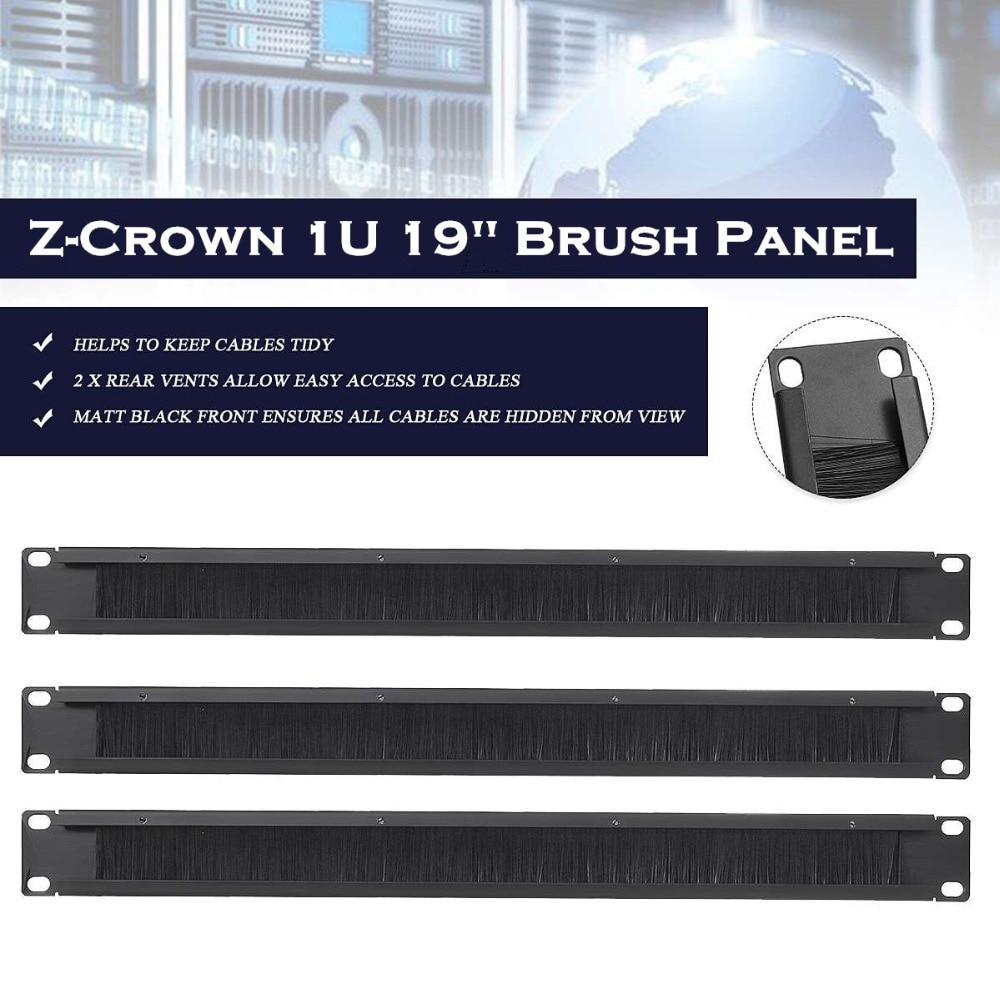 Z-Crown 1U 19" Brush Panel
HELPS TO KEEP CABLES TIDY
2 X REAR VENTS ALLOW EASY ACCESS TO CABLES
MATT BLACK FRONT ENSURES ALL CABLES ARE HIDDEN FROM VIEW